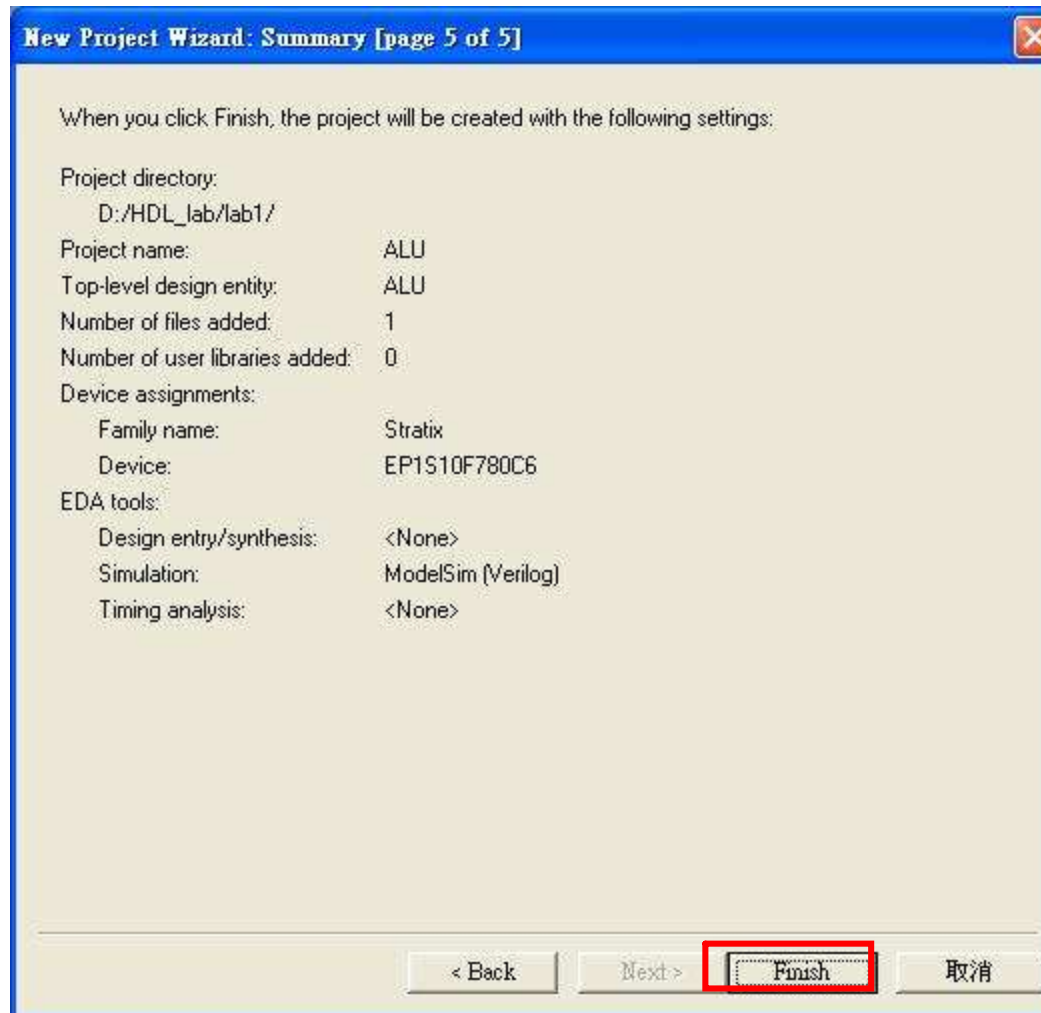 New Project Wizard: Summary [page 5 of 5]
When you click Finish, the project will be created with the following settings:
Project directory:
D:/HDL_lab/lab1/
Project name: ALU
Top-level design entity: ALU
Number of files added: 1
Number of user libraries added: 0
Device assignments:
Family name: Stratix
Device: EP1S10F780C6
EDA tools:
Design entry/synthesis: <None>
Simulation: ModelSim (Verilog)
Timing analysis: <None>
< Back Next > Finish 取消